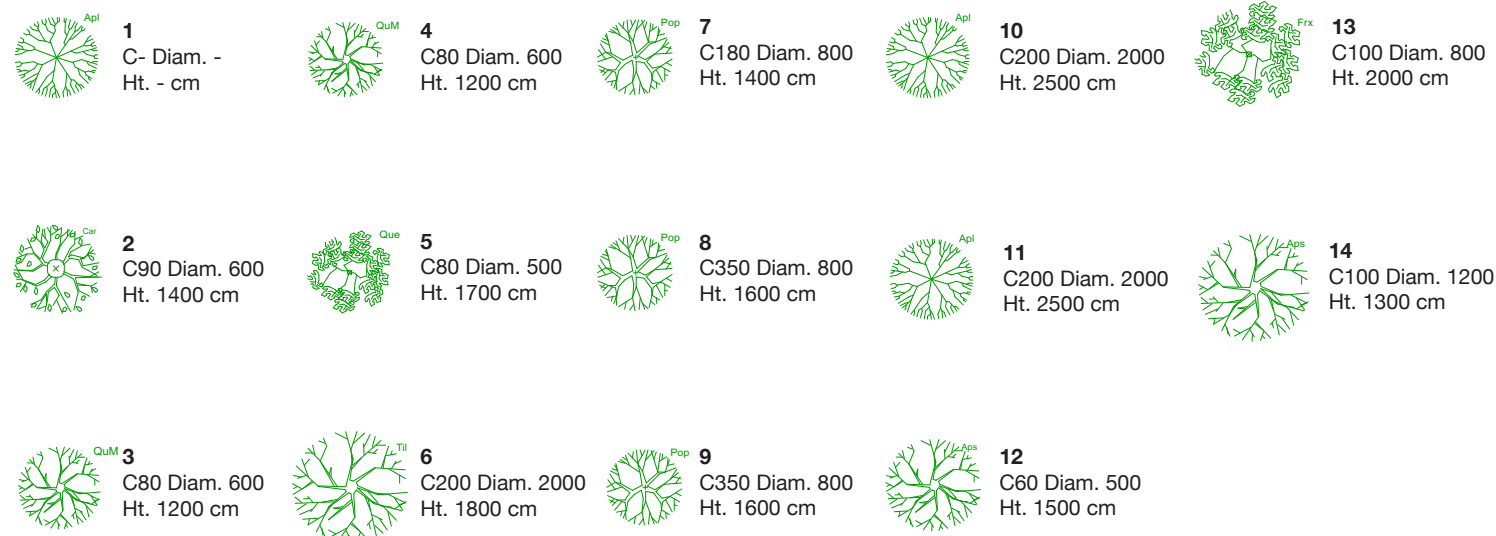 Apl
1
C- Diam. -
Ht. - cm
QuM
4
C80 Diam. 600
Ht. 1200 cm
Pop
7
C180 Diam. 800
Ht. 1400 cm
Apl
10
C200 Diam. 2000
Ht. 2500 cm
Frx
13
C100 Diam. 800
Ht. 2000 cm
Car
2
C90 Diam. 600
Ht. 1400 cm
Que
5
C80 Diam. 500
Ht. 1700 cm
Pop
8
C350 Diam. 800
Ht. 1600 cm
Apl
11
C200 Diam. 2000
Ht. 2500 cm
Aps
14
C100 Diam. 1200
Ht. 1300 cm
QuM
3
C80 Diam. 600
Ht. 1200 cm
Til
6
C200 Diam. 2000
Ht. 1800 cm
Pop
9
C350 Diam. 800
Ht. 1600 cm
Aps
12
C60 Diam. 500
Ht. 1500 cm